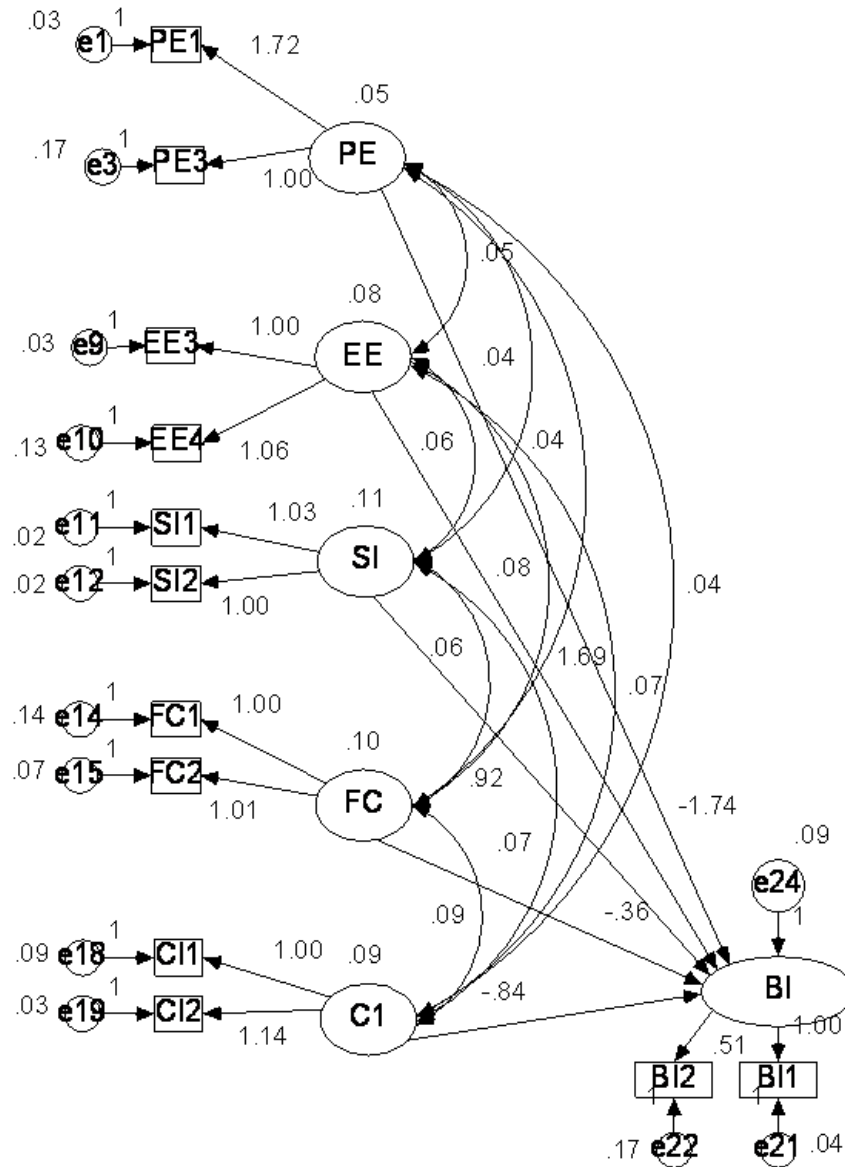 .03
1
e1
PE1
1.72
.05
.17
1
e3
PE3
1.00
PE
.05
.08
.03
1
e9
EE3
1.00
EE
.04
.13
1
e10
EE4
1.06
.06
.04
.11
.02
1
e11
SI1
1.03
SI
.08
.04
.02
1
e12
SI2
1.00
.06
1.69
.07
.14
1
e14
FC1
1.00
.10
.07
1
e15
FC2
1.01
FC
.92
-1.74
.07
.09
e24
1
.09
-.36
.09
1
e18
CI1
1.00
.09
-.84
BI
.03
1
e19
CI2
1.14
C1
.51
1.00
BI2
BI1
1
1
.17
e22
e21
.04